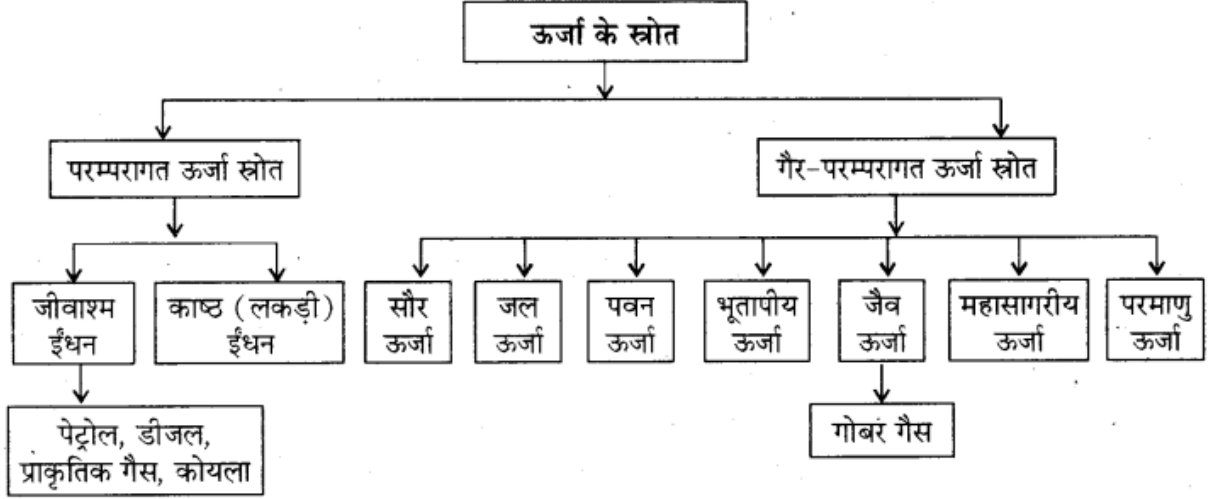 ऊर्जा के स्त्रोत
परम्परागत ऊर्जा स्त्रोत
गैर-परम्परागत ऊर्जा स्त्रोत
जीवाश्म
ईंधन
काष्ठ (लकड़ी)
ईंधन
सौर
ऊर्जा
जल
ऊर्जा
पवन
ऊर्जा
भूतापीय
ऊर्जा
जैव
ऊर्जा
महासागरीय
ऊर्जा
परमाणु
ऊर्जा
पेट्रोल, डीजल,
प्राकृतिक गैस, कोयला
गोबर गैस